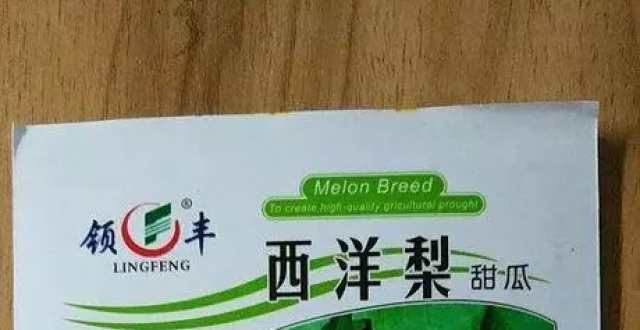 Melon Breed
To create high-quality gricultural prought
领丰®
LINGFENG
西洋梨甜瓜